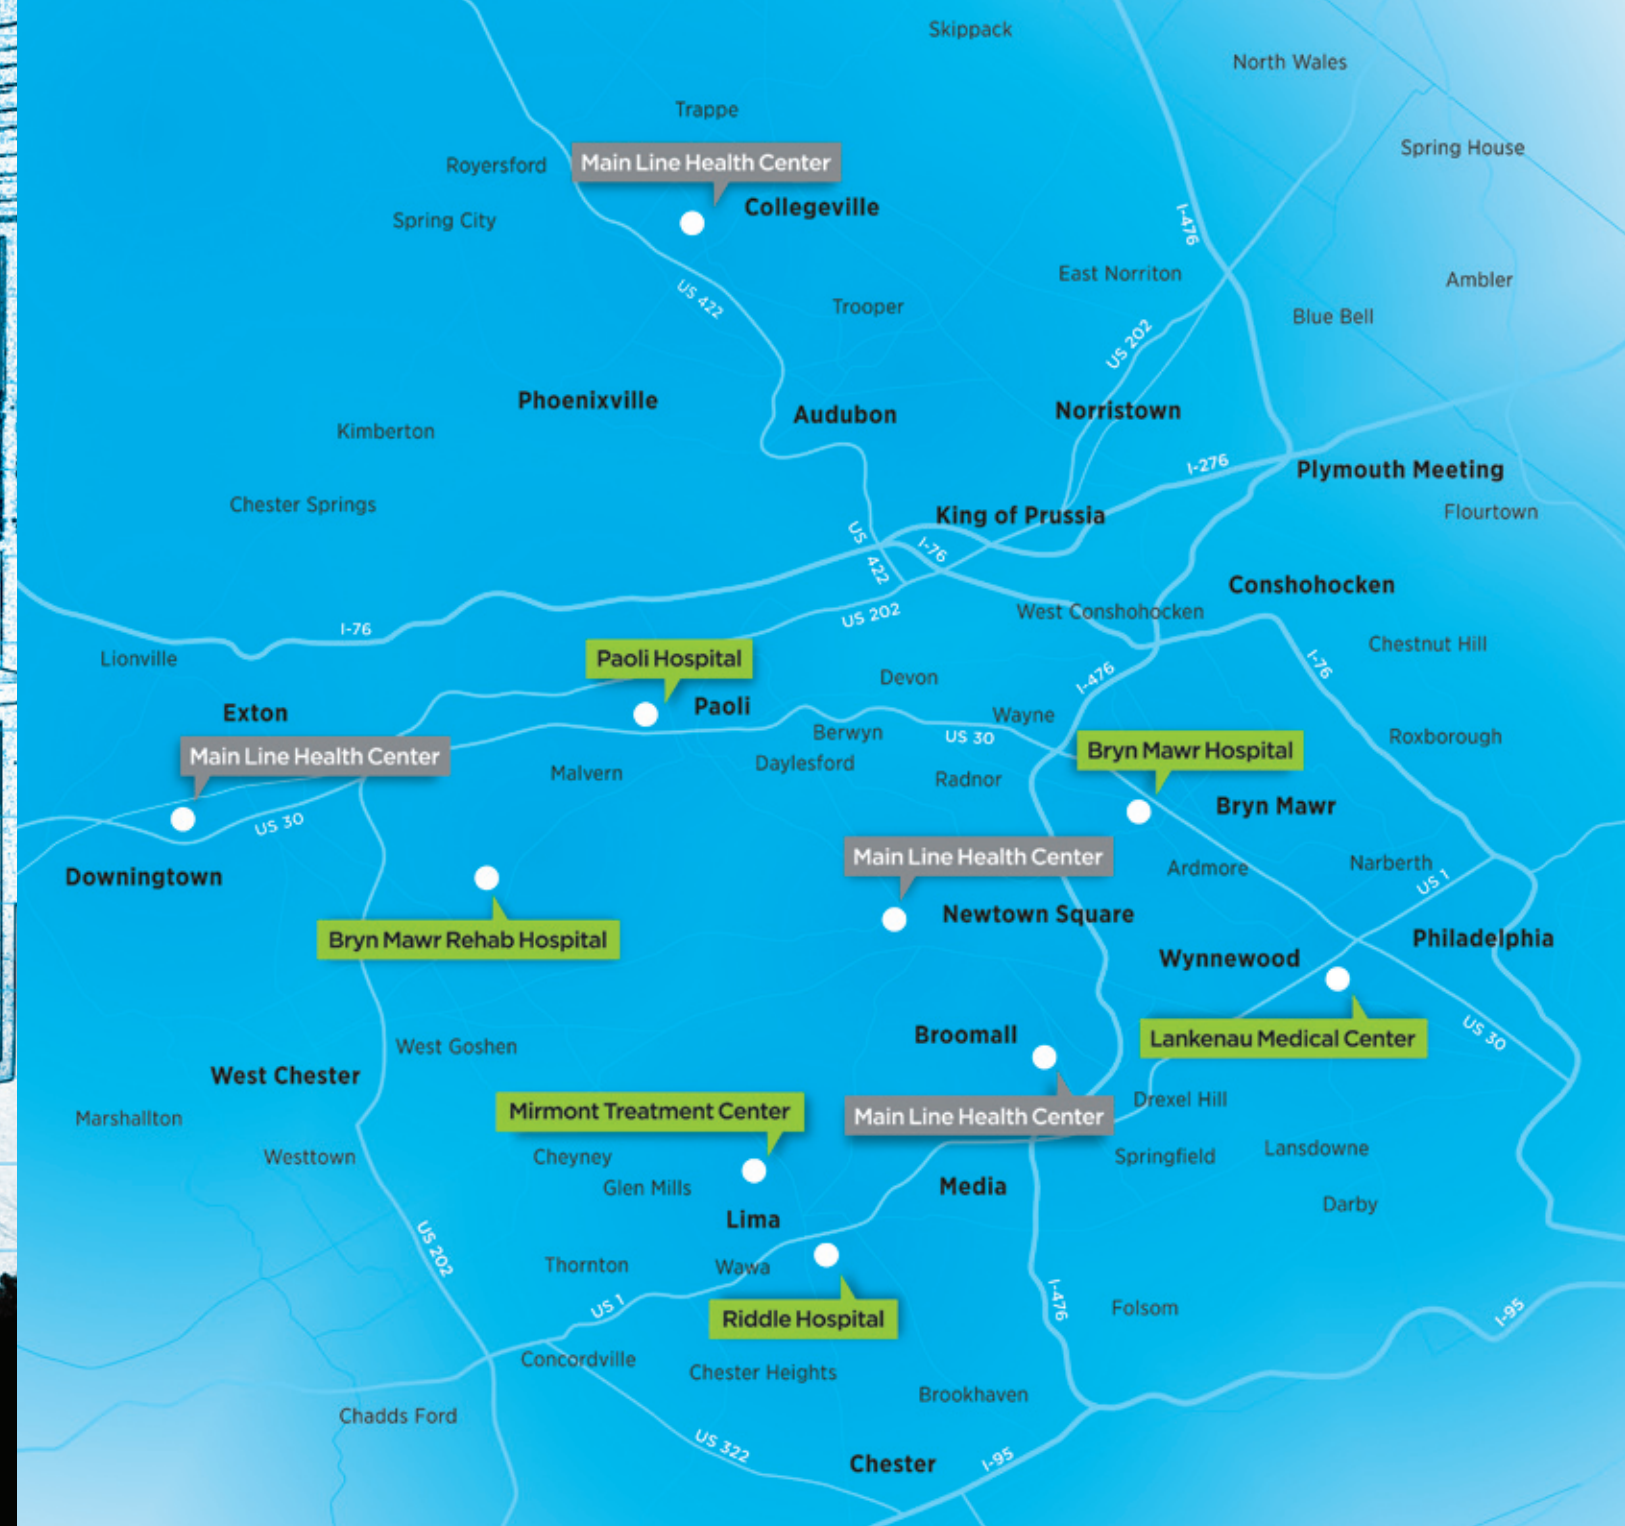 Skippack
North Wales
Trappe
Spring House
Main Line Health Center
Royersford
Collegeville
Spring City
I-476
East Norriton
Ambler
US 422
Trooper
Blue Bell
US 202
Phoenixville
Audubon
Norristown
Kimberton
I-276
Plymouth Meeting
Chester Springs
King of Prussia
Flourtown
US 422
I-76
Conshohocken
US 202
West Conshohocken
I-76
Lionville
Paoli Hospital
Chestnut Hill
I-76
I-476
Devon
Exton
Paoli
Wayne
Berwyn
US 30
Roxborough
Main Line Health Center
Bryn Mawr Hospital
Malvern
Daylesford
Radnor
Bryn Mawr
US 30
Main Line Health Center
Ardmore
Narberth
Downingtown
US 1
Newtown Square
Bryn Mawr Rehab Hospital
Philadelphia
Wynnewood
Broomall
US 30
Lankenau Medical Center
West Goshen
West Chester
Marshallton
Mirmont Treatment Center
Main Line Health Center
Drexel Hill
Westtown
Cheyney
Springfield
Lansdowne
Glen Mills
Media
Darby
Lima
US 202
Thornton
Wawa
US 1
I-476
Folsom
I-95
Riddle Hospital
Concordville
Chester Heights
Brookhaven
Chadds Ford
US 322
Chester
I-95